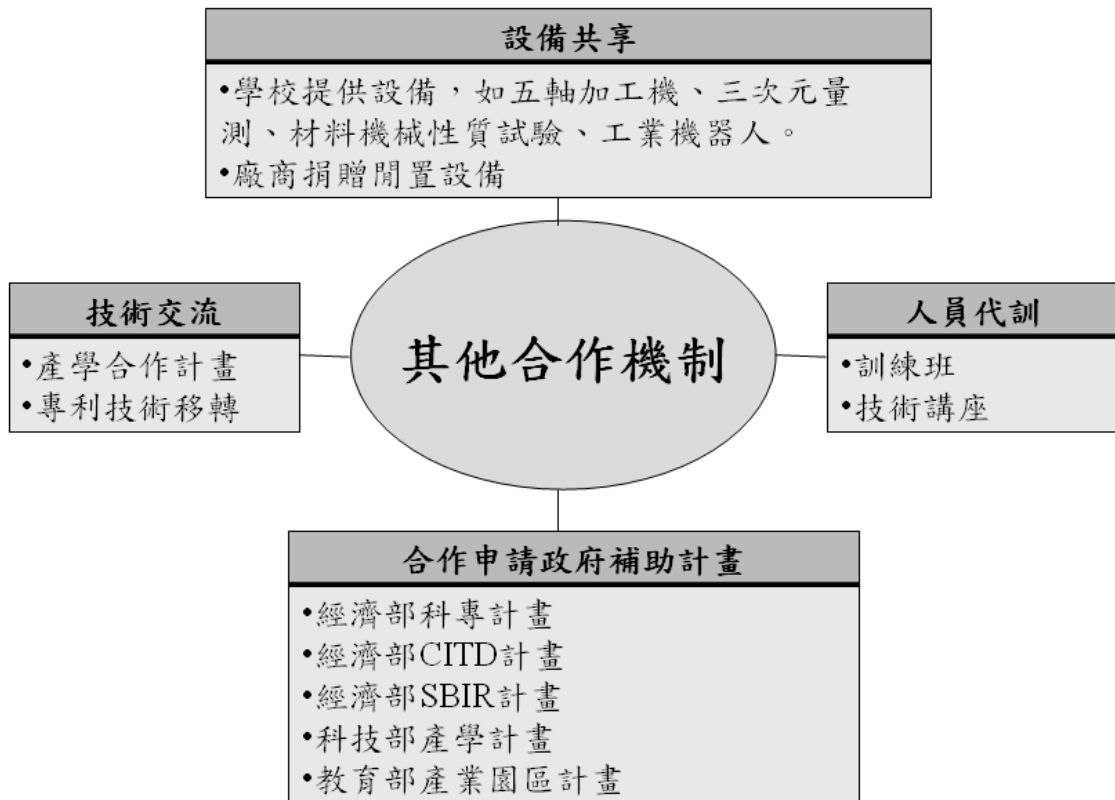 設備共享
•學校提供設備,如五軸加工機、三次元量
測、材料機械性質試驗、工業機器人。
•廠商捐贈閒置設備
技術交流
•產學合作計畫
•專利技術移轉
其他合作機制
人員代訓
•訓練班
•技術講座
合作申請政府補助計畫
•經濟部科專計畫
•經濟部CITD計畫
•經濟部SBIR計畫
•科技部產學計畫
•教育部產業園區計畫